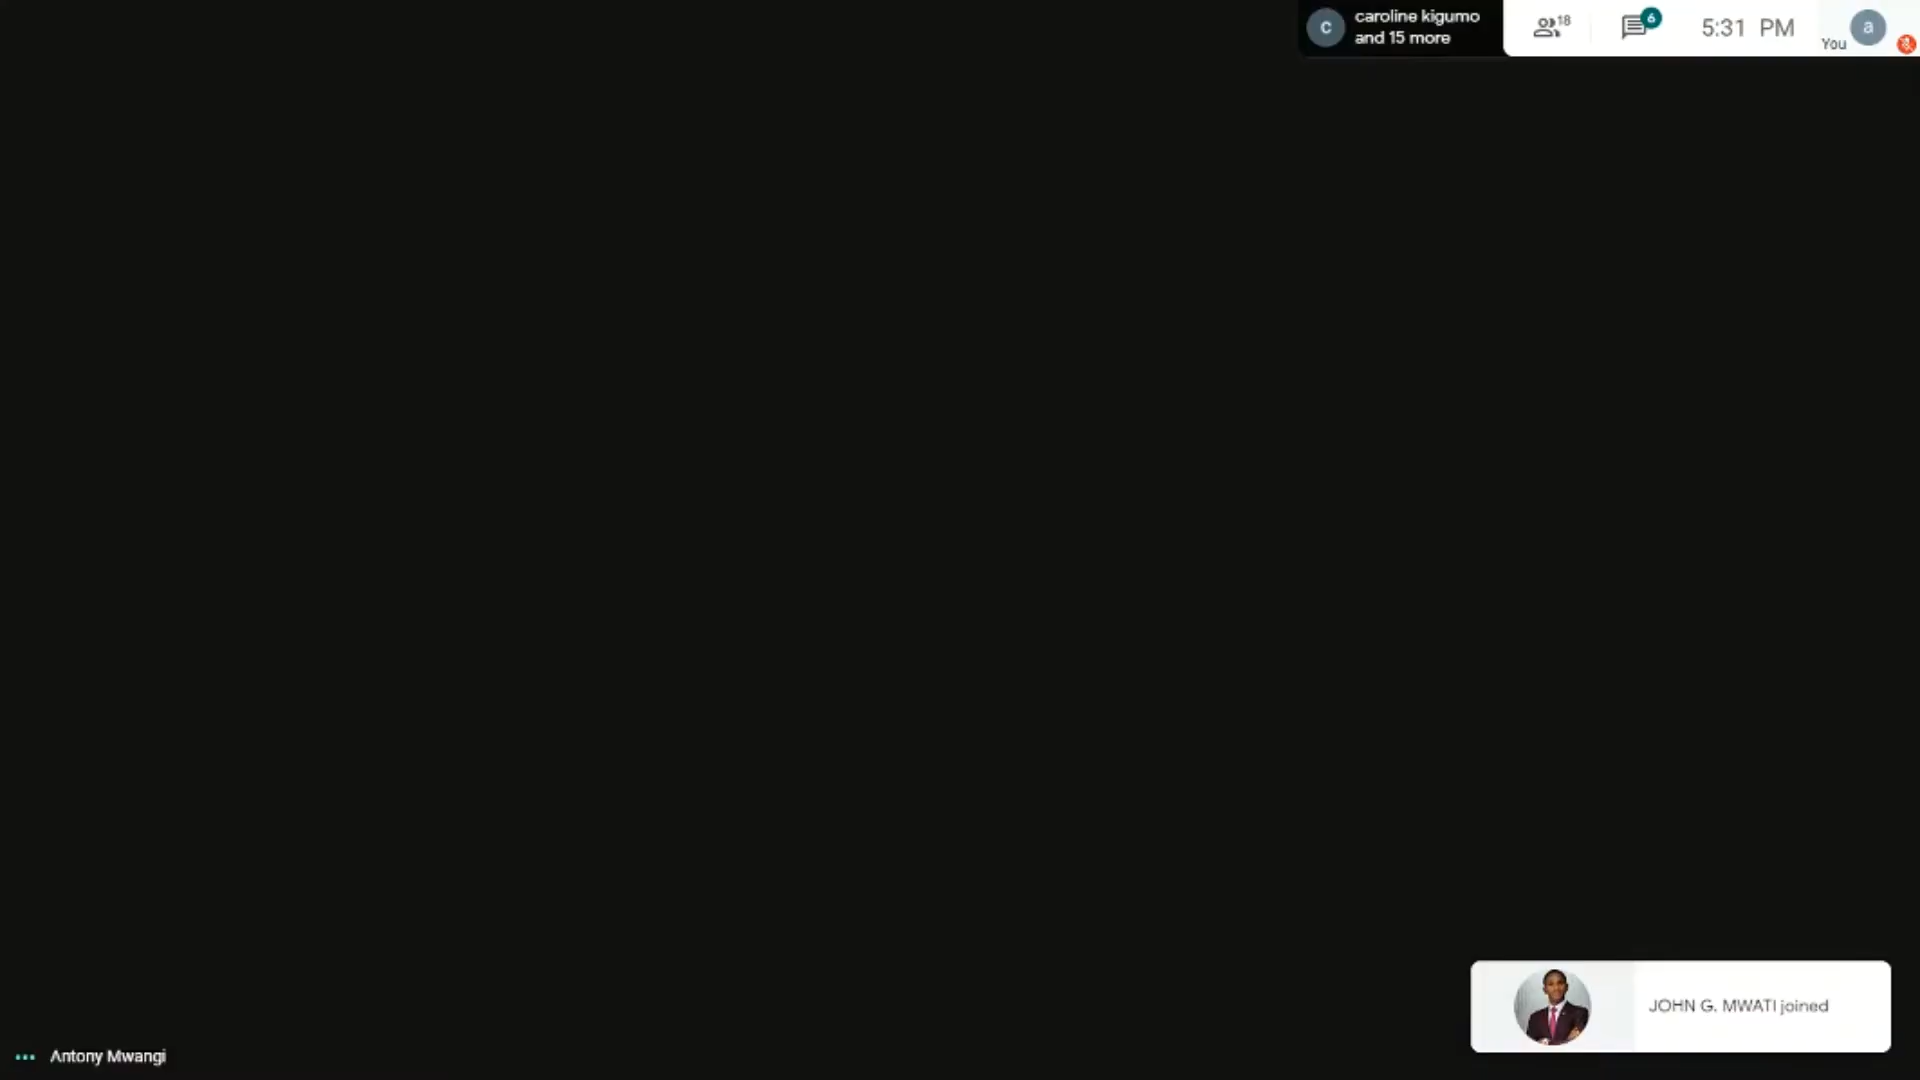 c
caroline kigumo
and 15 more
18
6
5:31 PM
You
a
JOHN G. MWATI joined
Antony Mwangi